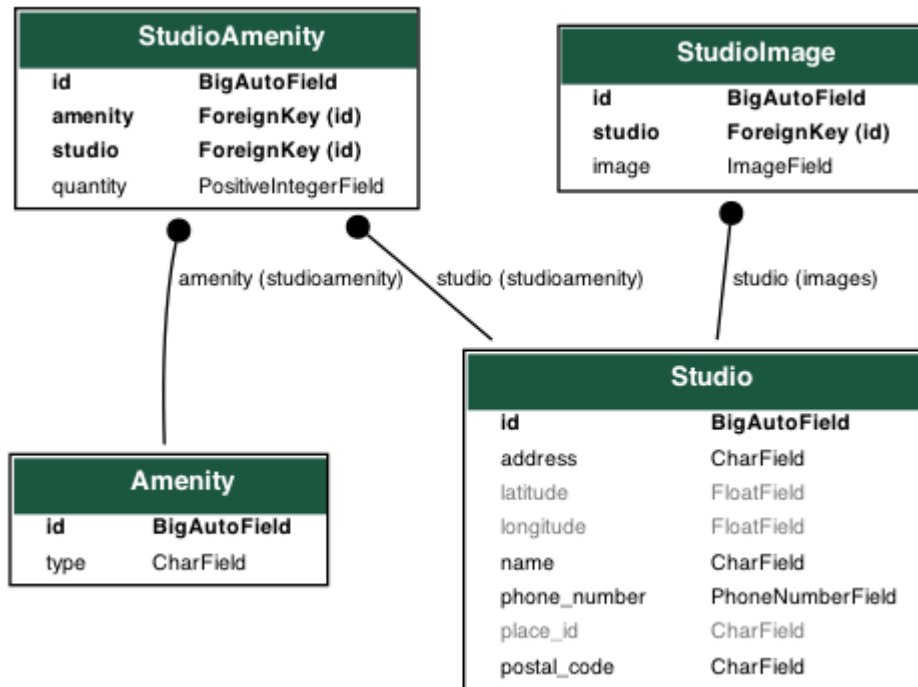 StudioAmenity
id BigAutoField
amenity ForeignKey (id)
studio ForeignKey (id)
quantity PositiveIntegerField
StudioImage
id BigAutoField
studio ForeignKey (id)
image ImageField
amenity (studioamenity)
studio (studioamenity)
studio (images)
Amenity
id BigAutoField
type CharField
Studio
id BigAutoField
address CharField
latitude FloatField
longitude FloatField
name CharField
phone_number PhoneNumberField
place_id CharField
postal_code CharField